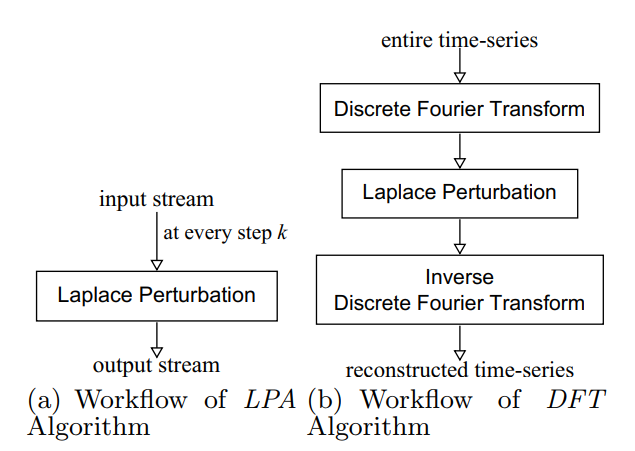 input stream
at every step k
Laplace Perturbation
output stream
(a) Workflow of LPA
Algorithm
entire time-series
Discrete Fourier Transform
Laplace Perturbation
Inverse
Discrete Fourier Transform
reconstructed time-series
(b) Workflow of DFT
Algorithm